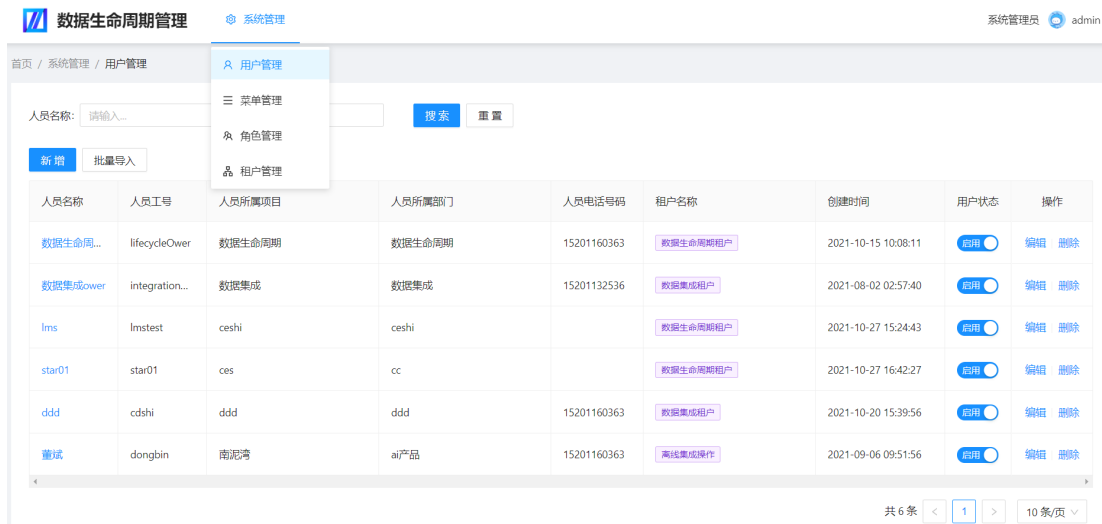 数据生命周期管理 系统管理 系统管理员 admin
首页 / 系统管理 / 用户管理
用户管理
菜单管理
角色管理
租户管理
人员名称: 请输入... 搜索 重置
新增 批量导入
人员名称 人员工号 人员所属项目 人员所属部门 人员电话号码 租户名称 创建时间 用户状态 操作
数据生命周... lifecycleOwer 数据生命周期 数据生命周期 15201160363 数据生命周期租户 2021-10-15 10:08:11 启用 编辑 删除
数据集成ower integration... 数据集成 数据集成 15201132536 数据集成租户 2021-08-02 02:57:40 启用 编辑 删除
lms lmstest ceshi ceshi 数据生命周期租户 2021-10-27 15:24:43 启用 编辑 删除
star01 star01 ces cc 数据生命周期租户 2021-10-27 16:42:27 启用 编辑 删除
ddd cdshi ddd ddd 15201160363 数据集成租户 2021-10-20 15:39:56 启用 编辑 删除
董斌 dongbin 南泥湾 ai产品 15201160363 离线集成操作 2021-09-06 09:51:56 启用 编辑 删除
共 6 条 < 1 > 10 条/页